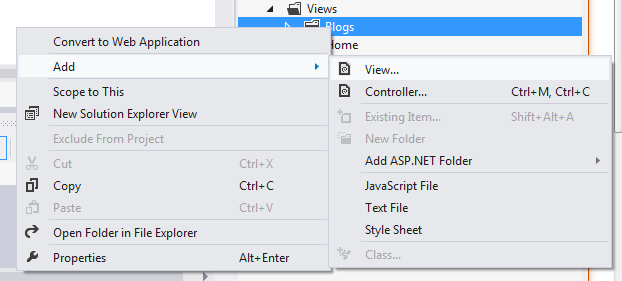 Views
Blogs
Home
Convert to Web Application
Add
Scope to This
New Solution Explorer View
Exclude From Project
Cut Ctrl+X
Copy Ctrl+C
Paste Ctrl+V
Open Folder in File Explorer
Properties Alt+Enter
View...
Controller... Ctrl+M, Ctrl+C
Existing Item... Shift+Alt+A
New Folder
Add ASP.NET Folder
JavaScript File
Text File
Style Sheet
Class...